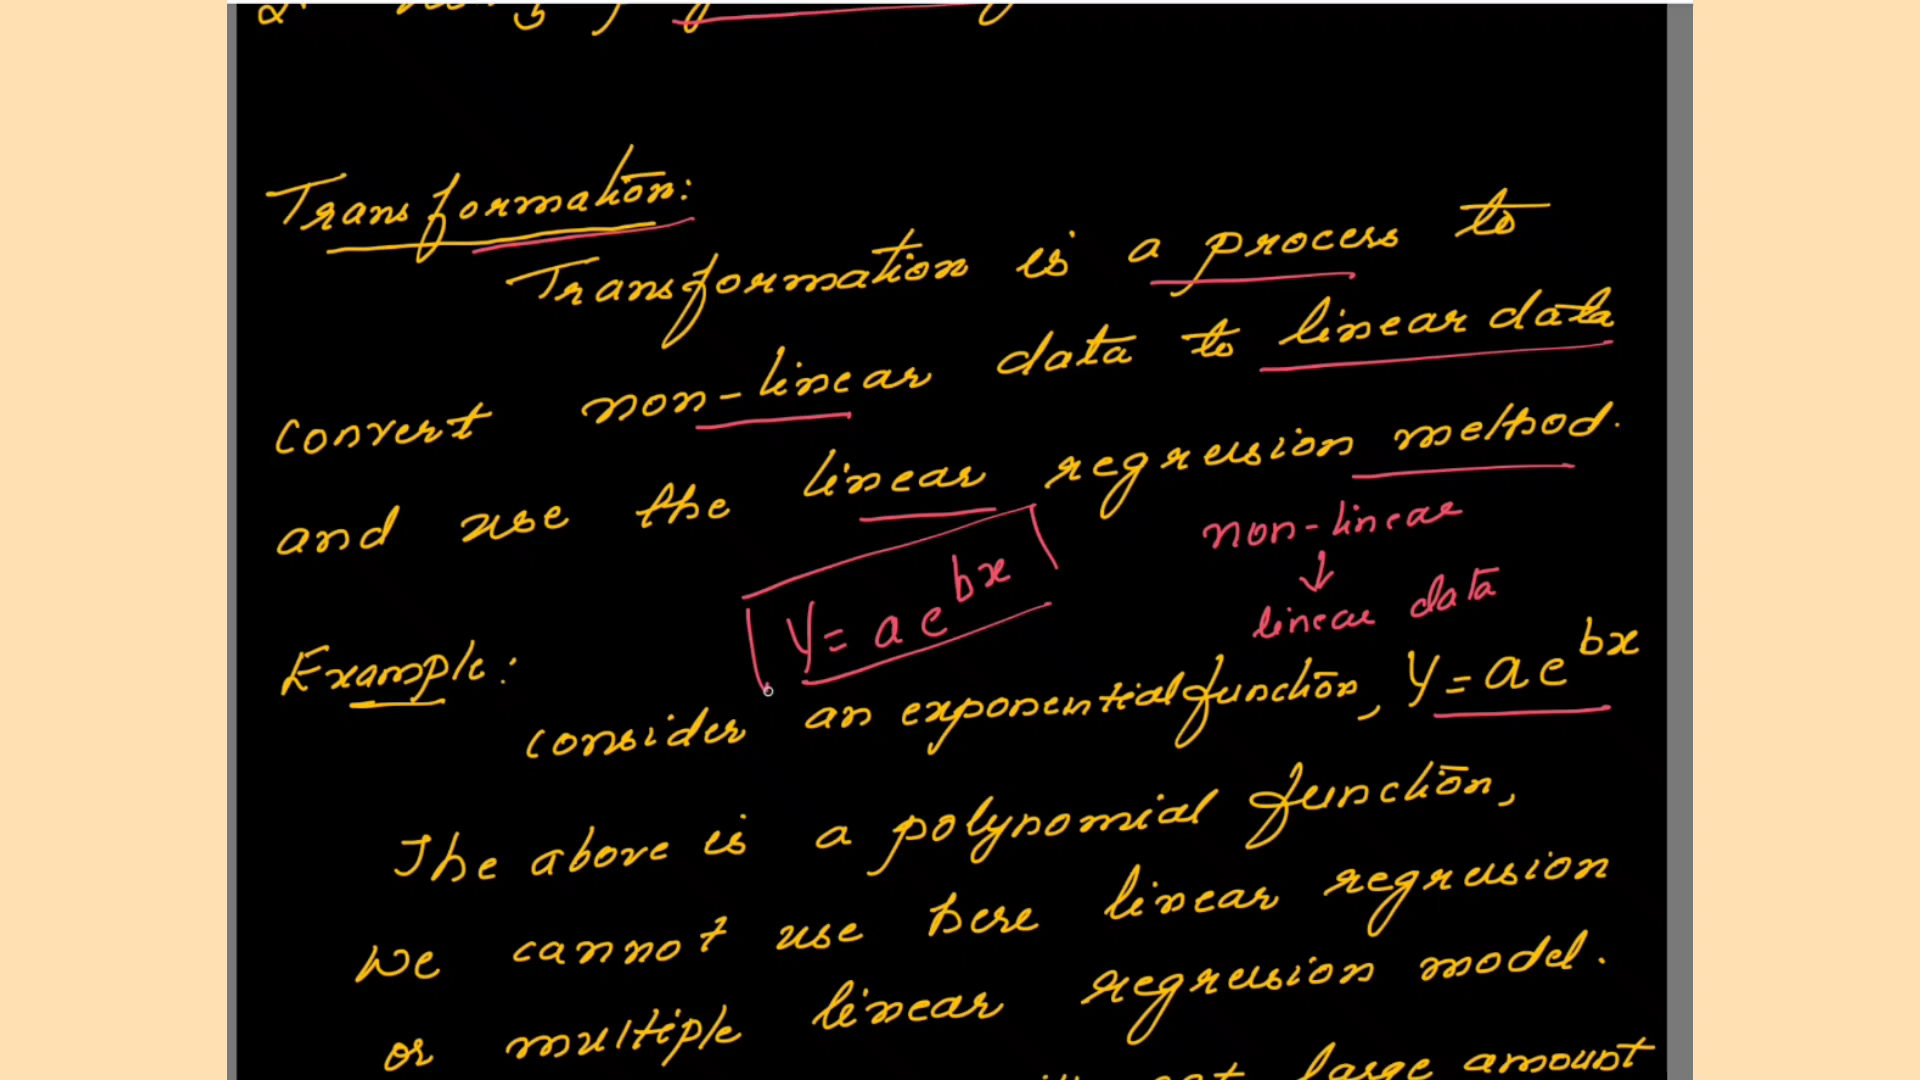 Transformation:
Transformation is a process to
convert non-linear data to linear data
and use the linear regression method.
non-linear
↓
linear data
Y = a e^bx
Example:
consider an exponential function, Y = a e^bx
The above is a polynomial function,
we cannot use here linear regression
or multiple linear regression model.
large amount